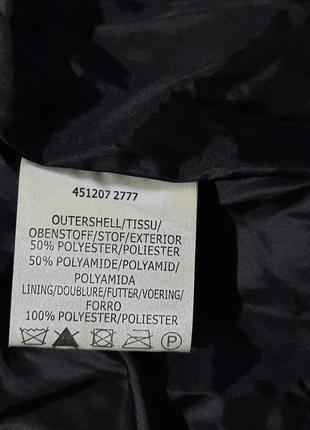 451207 2777
OUTERSHELL/TISSU/
OBENSTOFF/STOF/EXTERIOR
50% POLYESTER/POLIESTER
50% POLYAMIDE/POLYAMID/
POLYAMIDA
LINING/DOUBLURE/FUTTER/VOERING/
FORRO
100% POLYESTER/POLIESTER
P